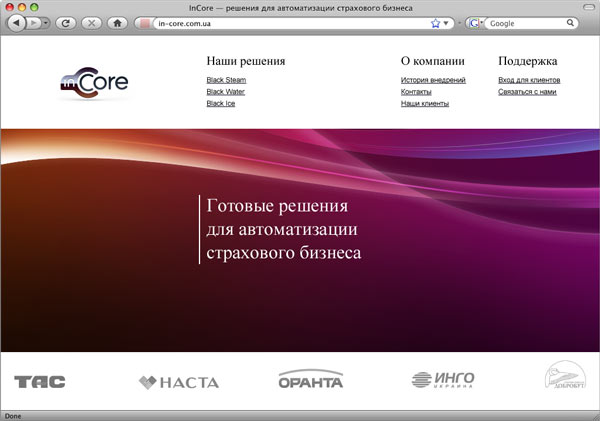 InCore — решения для автоматизации страхового бизнеса
in-core.com.ua
Google
inCore
Наши решения
Black Steam
Black Water
Black Ice
О компании
История внедрений
Контакты
Наши клиенты
Поддержка
Вход для клиентов
Связаться с нами
Готовые решения
для автоматизации
страхового бизнеса
ТАС
НАСТА
ОРАНТА
ИНГО
УКРАИНА
ДОБРОБУТ
Done